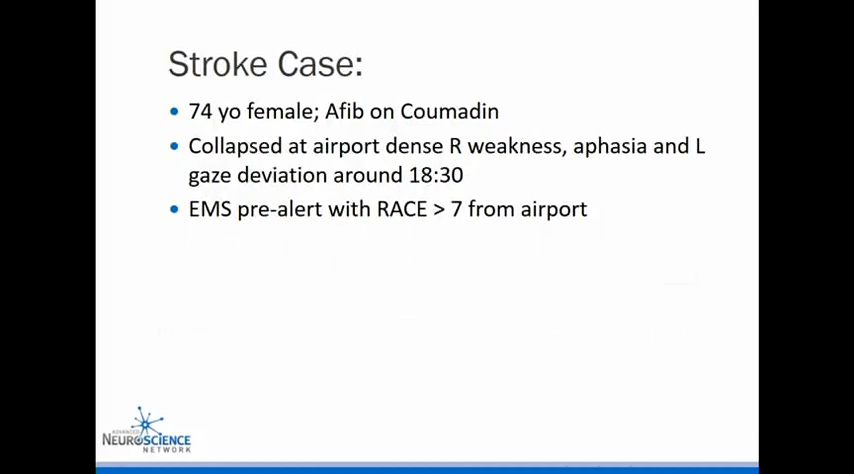 Stroke Case:
• 74 yo female; Afib on Coumadin
• Collapsed at airport dense R weakness, aphasia and L
gaze deviation around 18:30
• EMS pre-alert with RACE > 7 from airport
ADVANCED
NEUROSCIENCE
NETWORK